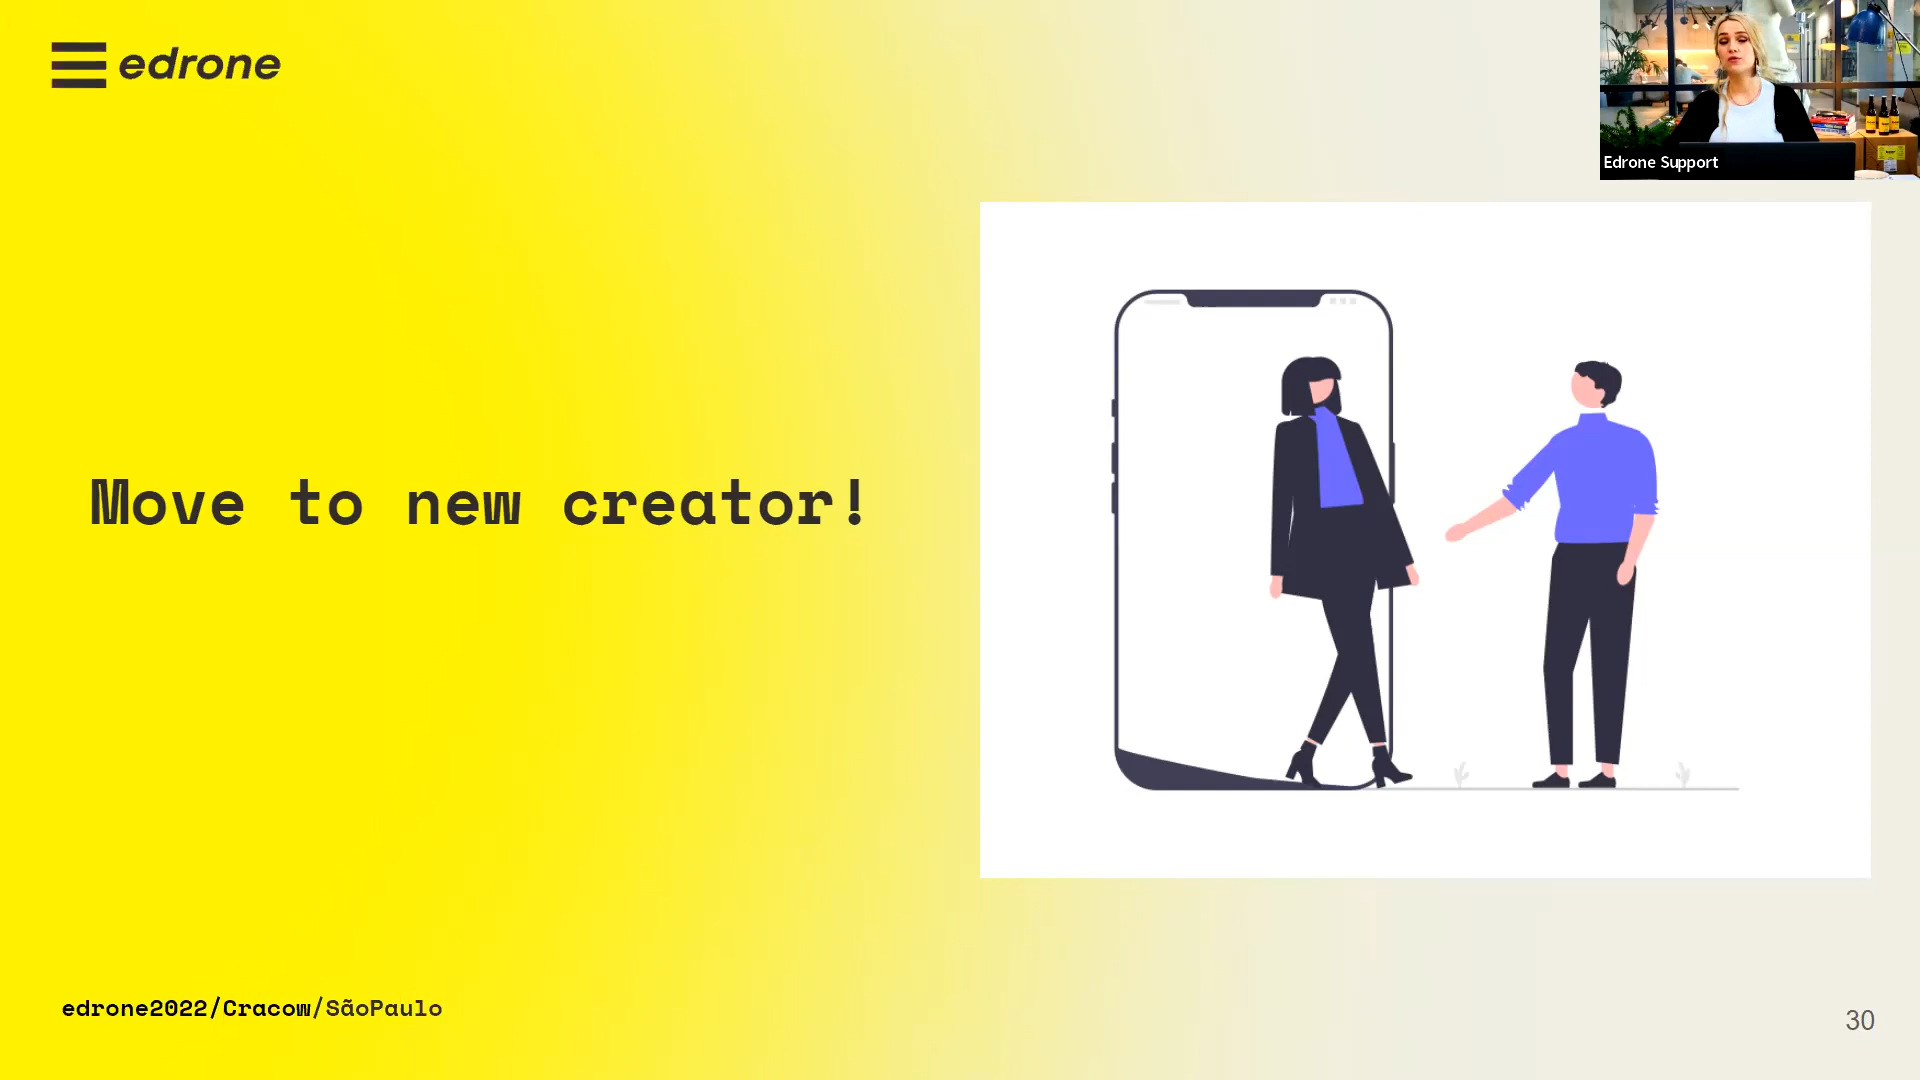 edrone
Edrone Support
Move to new creator!
edrone2022/Cracow/SãoPaulo
30